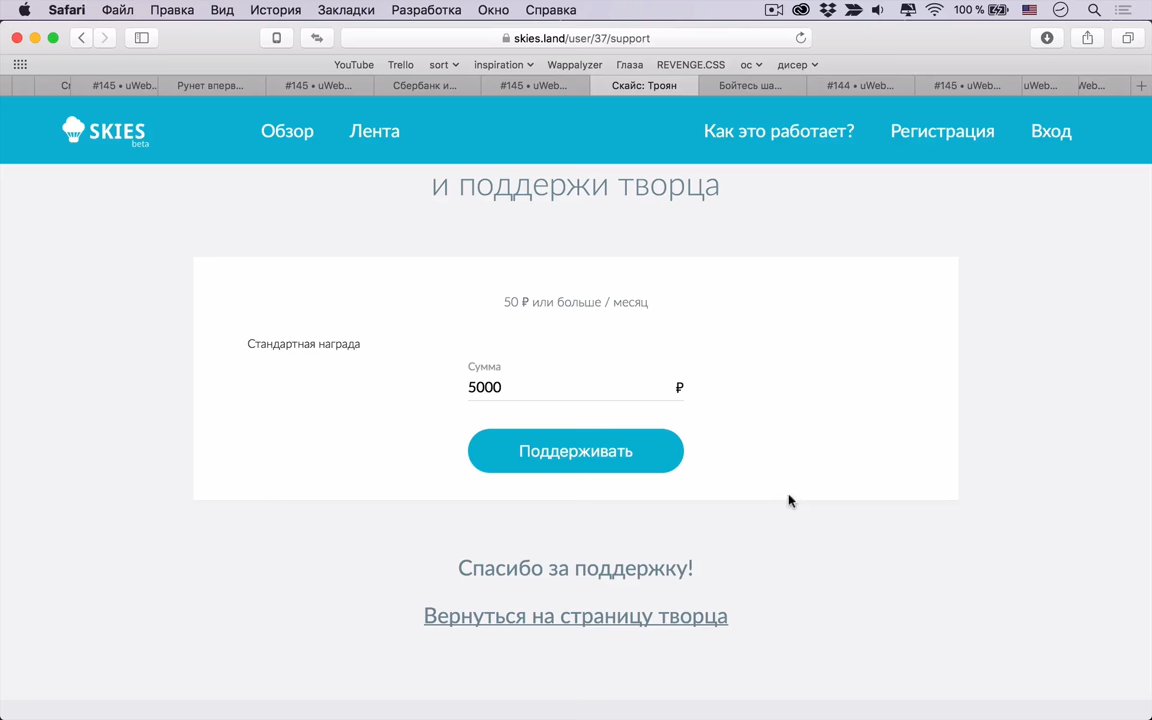 Safari Файл Правка Вид История Закладки Разработка Окно Справка 100 %
skies.land/user/37/support
YouTube Trello sort inspiration Wappalyzer Глаза REVENGE.CSS ос дисер
#145 • uWeb... Рунет вперв... #145 • uWeb... Сбербанк и... #145 • uWeb... Скайс: Троян Бойтесь ша... #144 • uWeb... #145 • uWeb... uWeb... Web...
SKIES beta Обзор Лента Как это работает? Регистрация Вход
и поддержи творца
50 ₽ или больше / месяц
Стандартная награда
Сумма
5000 ₽
Поддерживать
Спасибо за поддержку!
Вернуться на страницу творца